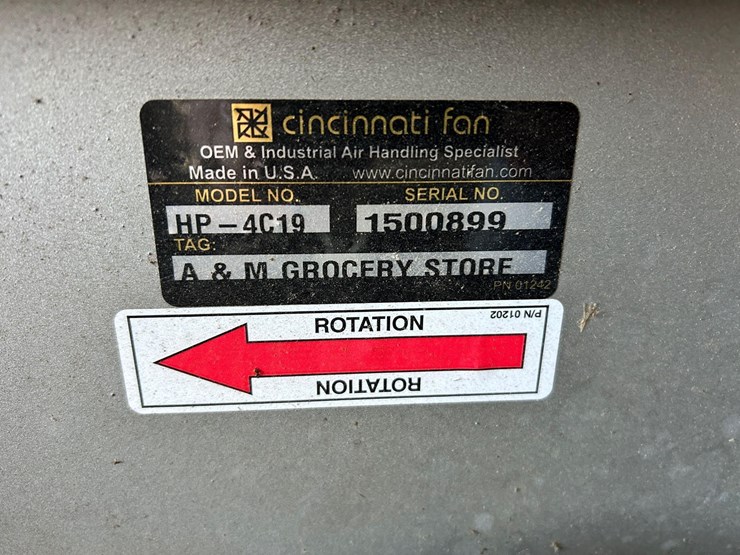 cincinnati fan
OEM & Industrial Air Handling Specialist
Made in U.S.A. www.cincinnatifan.com
MODEL NO. SERIAL NO.
HP-4C19 1500899
TAG:
A & M GROCERY STORE
PN 01242
ROTATION P/N 01202
ROTATION